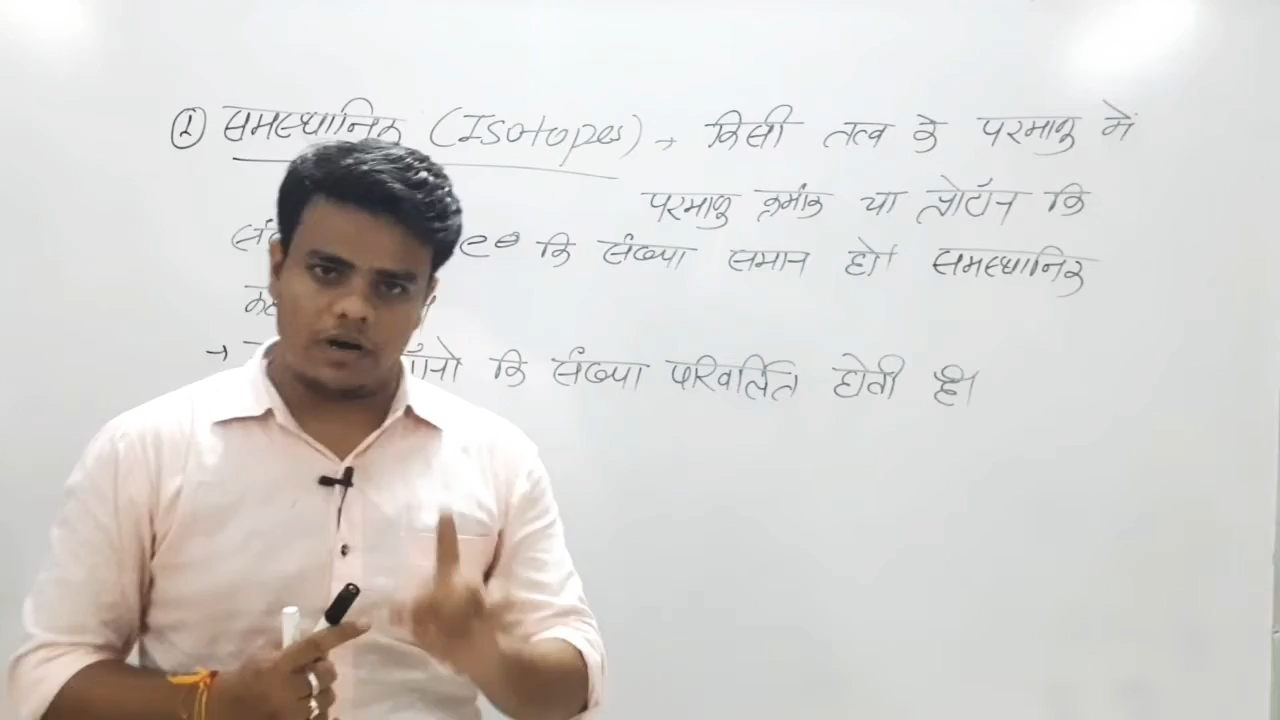 ① समस्थानिक (Isotopes) → किसी तत्व के परमाणु में
परमाणु क्रमांक या प्रोटॉन कि
e⊖ कि संख्या समान हो। समस्थानिक
→ कि संख्या परिवर्तित होती है।